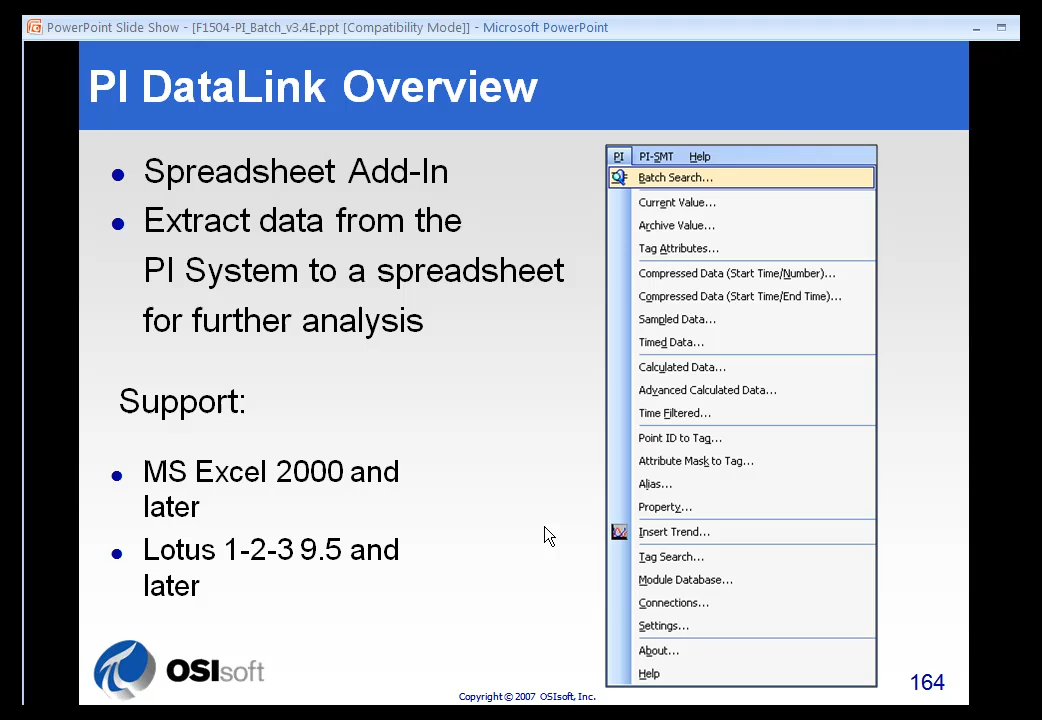 PowerPoint Slide Show - [F1504-PI_Batch_v3.4E.ppt [Compatibility Mode]] - Microsoft PowerPoint
PI DataLink Overview
Spreadsheet Add-In
Extract data from the
PI System to a spreadsheet
for further analysis
Support:
MS Excel 2000 and
later
Lotus 1-2-3 9.5 and
later
PI PI-SMT Help
Batch Search...
Current Value...
Archive Value...
Tag Attributes...
Compressed Data (Start Time/Number)...
Compressed Data (Start Time/End Time)...
Sampled Data...
Timed Data...
Calculated Data...
Advanced Calculated Data...
Time Filtered...
Point ID to Tag...
Attribute Mask to Tag...
Alias...
Property...
Insert Trend...
Tag Search...
Module Database...
Connections...
Settings...
About...
Help
OSIsoft
Copyright © 2007 OSIsoft, Inc.
164